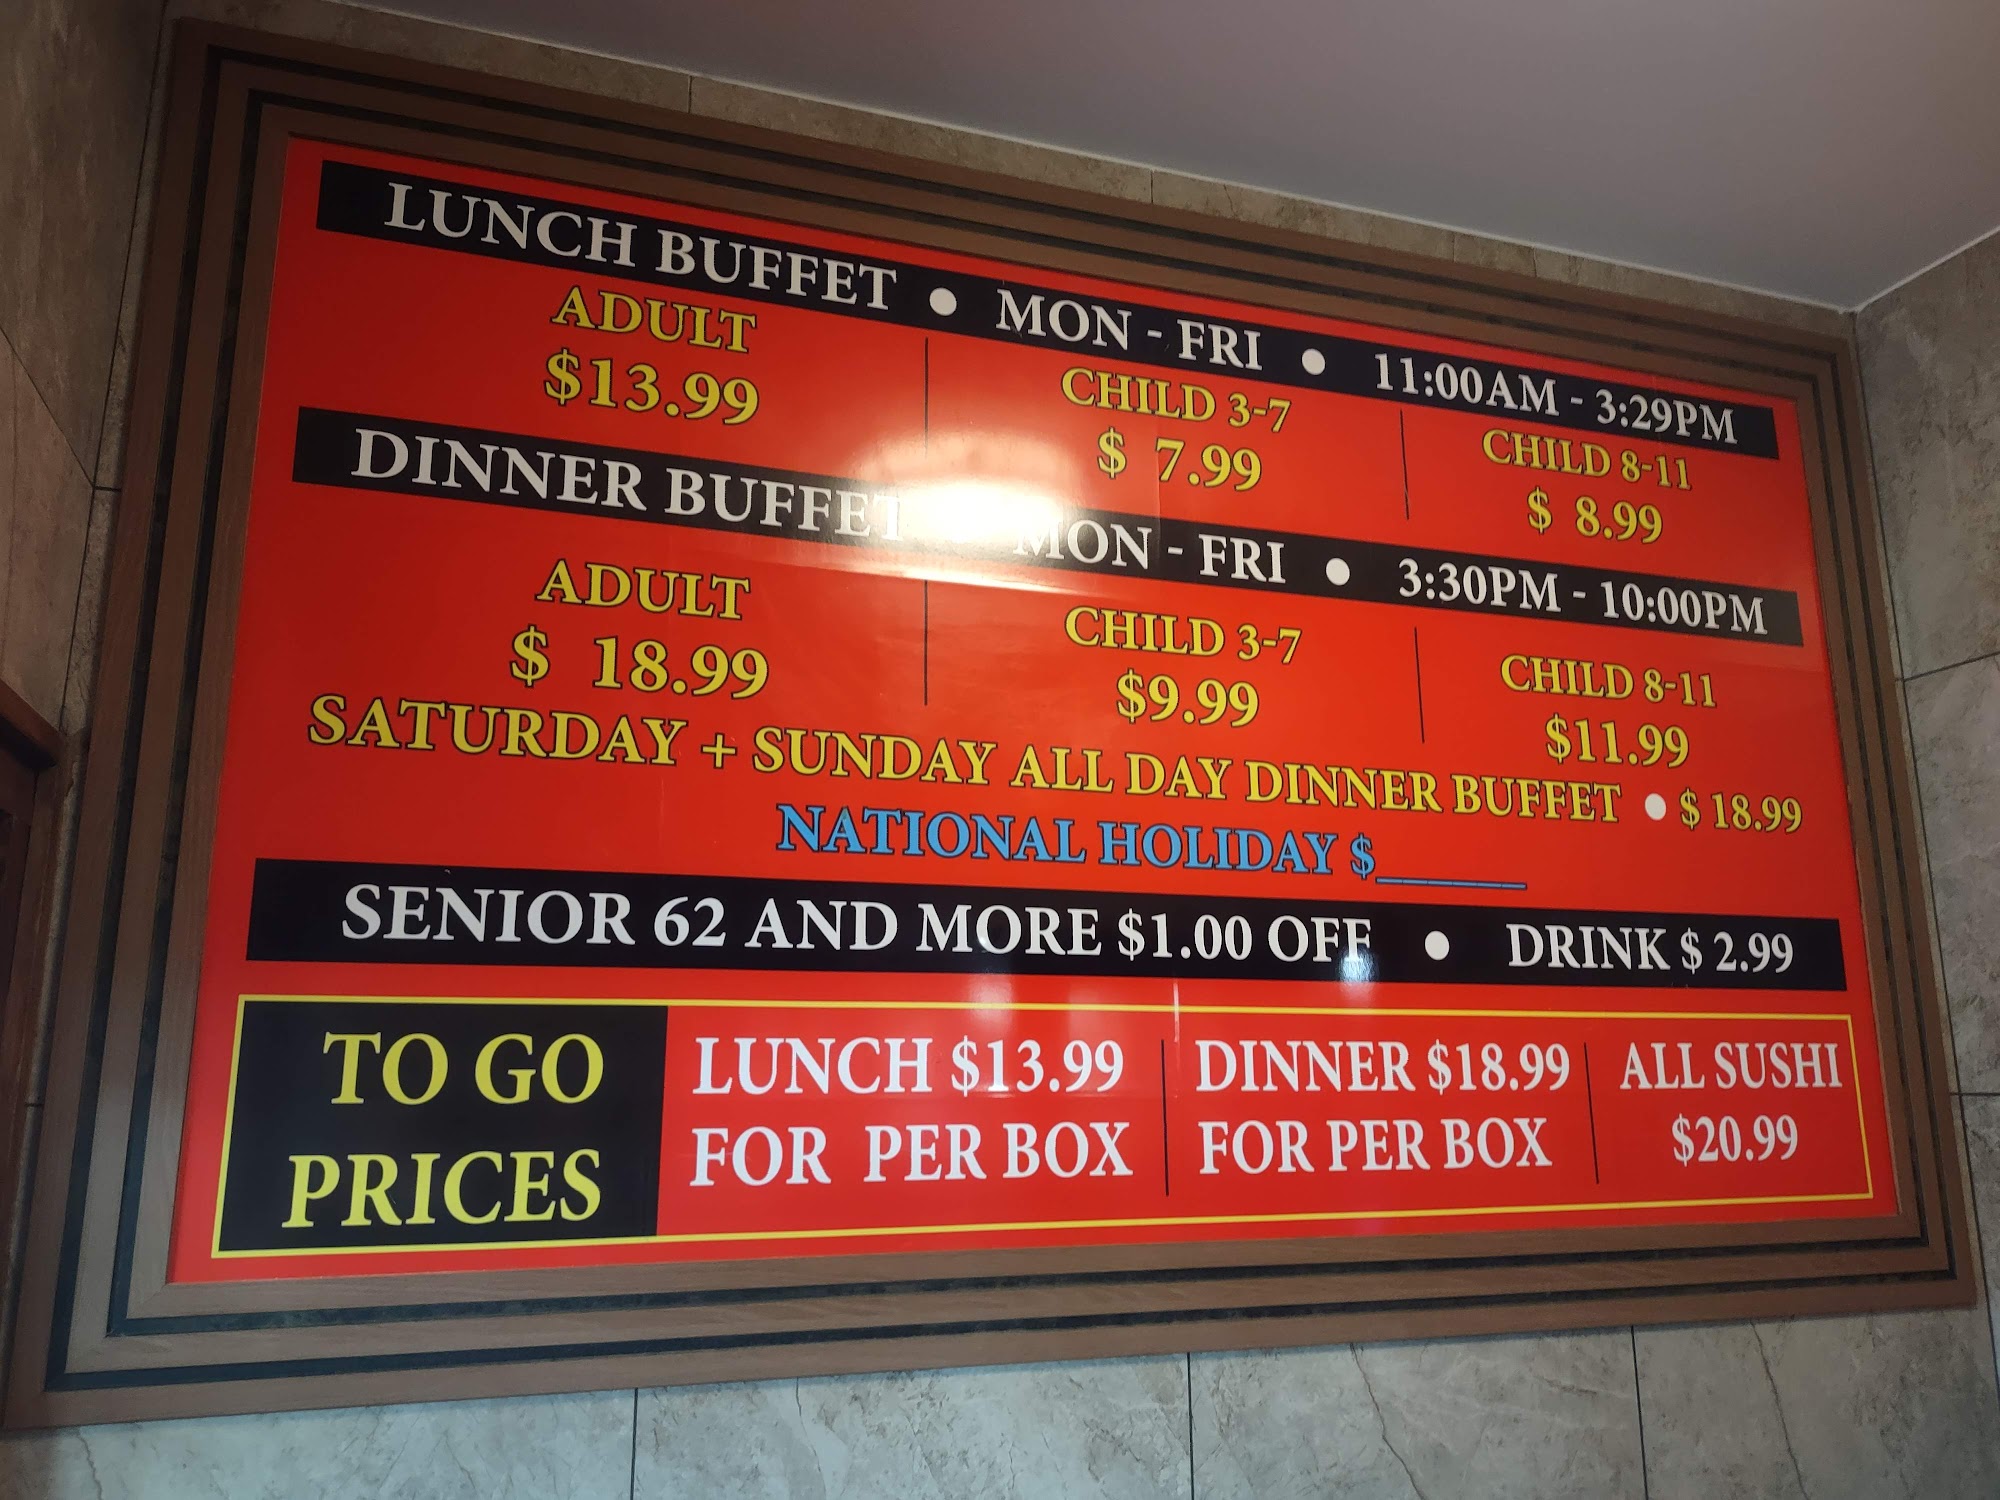 LUNCH BUFFET ● MON - FRI ● 11:00AM - 3:29PM
ADULT
$13.99
CHILD 3-7
$ 7.99
CHILD 8-11
$ 8.99
DINNER BUFFET MON - FRI ● 3:30PM - 10:00PM
ADULT
$ 18.99
CHILD 3-7
$9.99
CHILD 8-11
$11.99
SATURDAY + SUNDAY ALL DAY DINNER BUFFET ● $ 18.99
NATIONAL HOLIDAY $______
SENIOR 62 AND MORE $1.00 OFF ● DRINK $ 2.99
TO GO
PRICES
LUNCH $13.99
FOR PER BOX
DINNER $18.99
FOR PER BOX
ALL SUSHI
$20.99